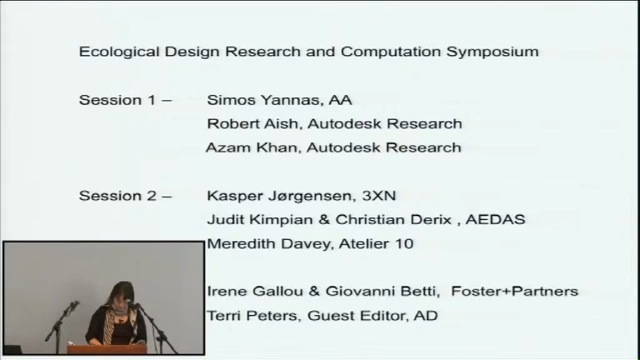 Ecological Design Research and Computation Symposium
Session 1 – Simos Yannas, AA
Robert Aish, Autodesk Research
Azam Khan, Autodesk Research
Session 2 – Kasper Jørgensen, 3XN
Judit Kimpian & Christian Derix , AEDAS
Meredith Davey, Atelier 10
Irene Gallou & Giovanni Betti, Foster+Partners
Terri Peters, Guest Editor, AD